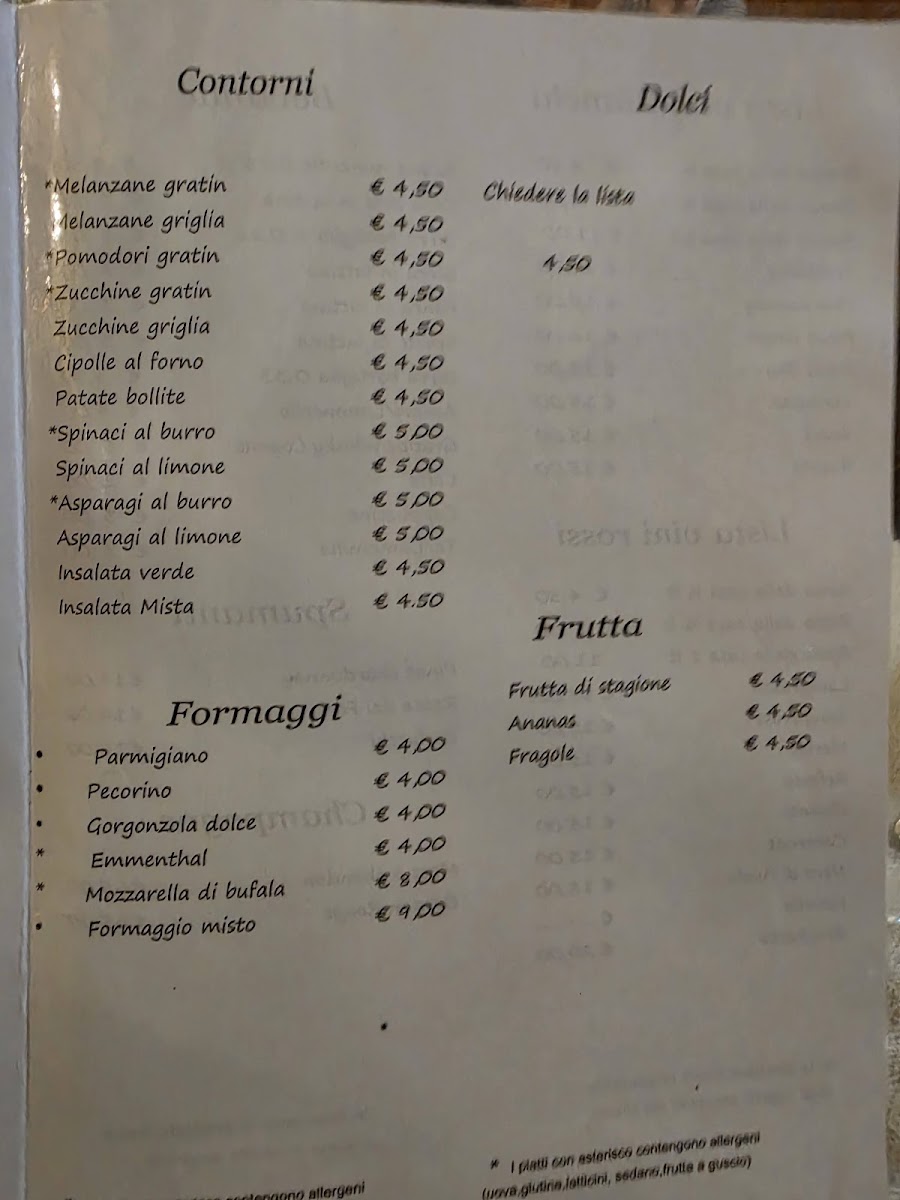 Contorni
*Melanzane gratin € 4,50
Melanzane griglia € 4,50
*Pomodori gratin € 4,50
*Zucchine gratin € 4,50
Zucchine griglia € 4,50
Cipolle al forno € 4,50
Patate bollite € 4,50
*Spinaci al burro € 5,00
Spinaci al limone € 5,00
*Asparagi al burro € 5,00
Asparagi al limone € 5,00
Insalata verde € 4,50
Insalata Mista € 4.50
Formaggi
• Parmigiano € 4,00
• Pecorino € 4,00
• Gorgonzola dolce € 4,00
* Emmenthal € 4,00
* Mozzarella di bufala € 8,00
• Formaggio misto € 9,00
Dolci
Chiedere la lista
4,50
Frutta
Frutta di stagione € 4,50
Ananas € 4,50
Fragole € 4,50
* I piatti con asterisco contengono allergeni
(uova,glutine,latticini, sedano,frutta a guscio)
contengono allergeni